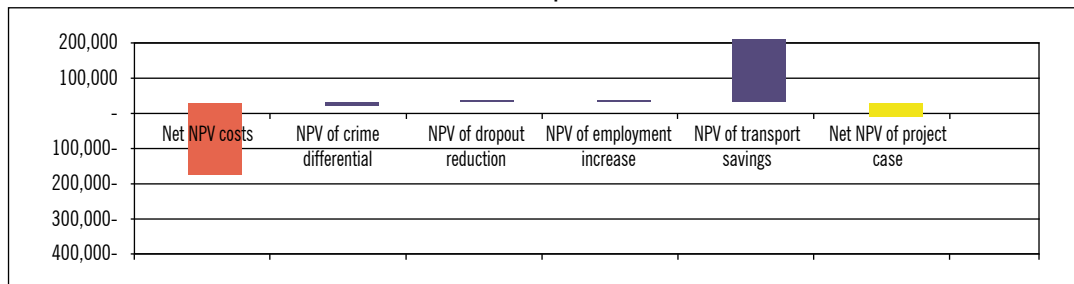 200,000
100,000
-
100,000-
200,000-
300,000-
400,000-
Net NPV costs
NPV of crime
differential
NPV of dropout
reduction
NPV of employment
increase
NPV of transport
savings
Net NPV of project
case